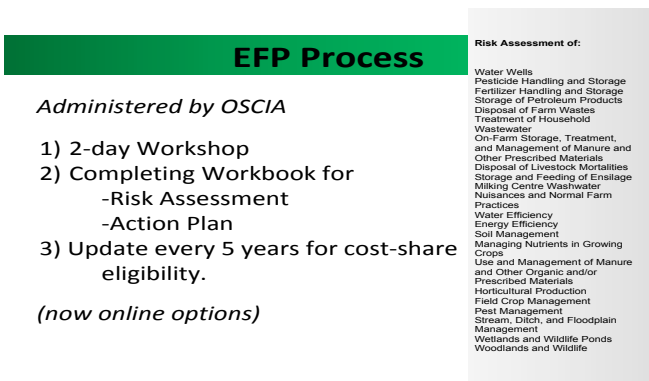 EFP Process
Administered by OSCIA
1) 2-day Workshop
2) Completing Workbook for
-Risk Assessment
-Action Plan
3) Update every 5 years for cost-share
eligibility.
(now online options)
Risk Assessment of:
Water Wells
Pesticide Handling and Storage
Fertilizer Handling and Storage
Storage of Petroleum Products
Disposal of Farm Wastes
Treatment of Household
Wastewater
On-Farm Storage, Treatment,
and Management of Manure and
Other Prescribed Materials
Disposal of Livestock Mortalities
Storage and Feeding of Ensilage
Milking Centre Washwater
Nuisances and Normal Farm
Practices
Water Efficiency
Energy Efficiency
Soil Management
Managing Nutrients in Growing
Crops
Use and Management of Manure
and Other Organic and/or
Prescribed Materials
Horticultural Production
Field Crop Management
Pest Management
Stream, Ditch, and Floodplain
Management
Wetlands and Wildlife Ponds
Woodlands and Wildlife